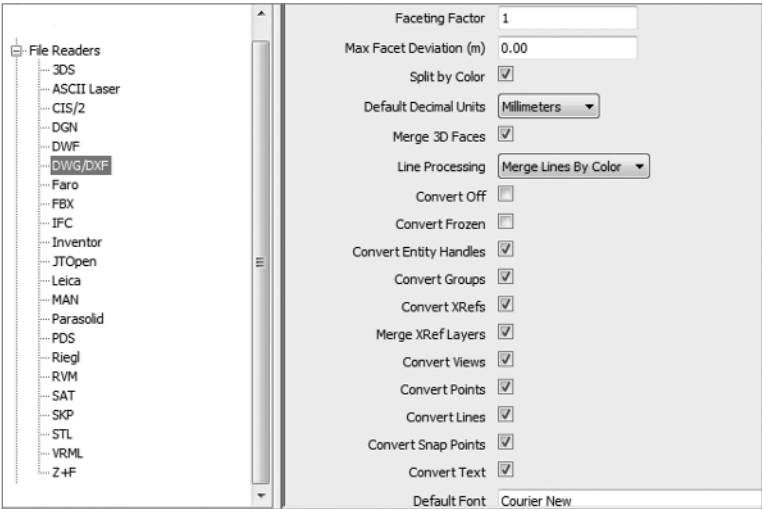 File Readers
3DS
ASCII Laser
CIS/2
DGN
DWF
DWG/DXF
Faro
FBX
IFC
Inventor
JTOpen
Leica
MAN
Parasolid
PDS
Riegl
RVM
SAT
SKP
STL
VRML
Z+F
Faceting Factor 1
Max Facet Deviation (m) 0.00
Split by Color
Default Decimal Units Millimeters
Merge 3D Faces
Line Processing Merge Lines By Color
Convert Off
Convert Frozen
Convert Entity Handles
Convert Groups
Convert XRefs
Merge XRef Layers
Convert Views
Convert Points
Convert Lines
Convert Snap Points
Convert Text
Default Font Courier New